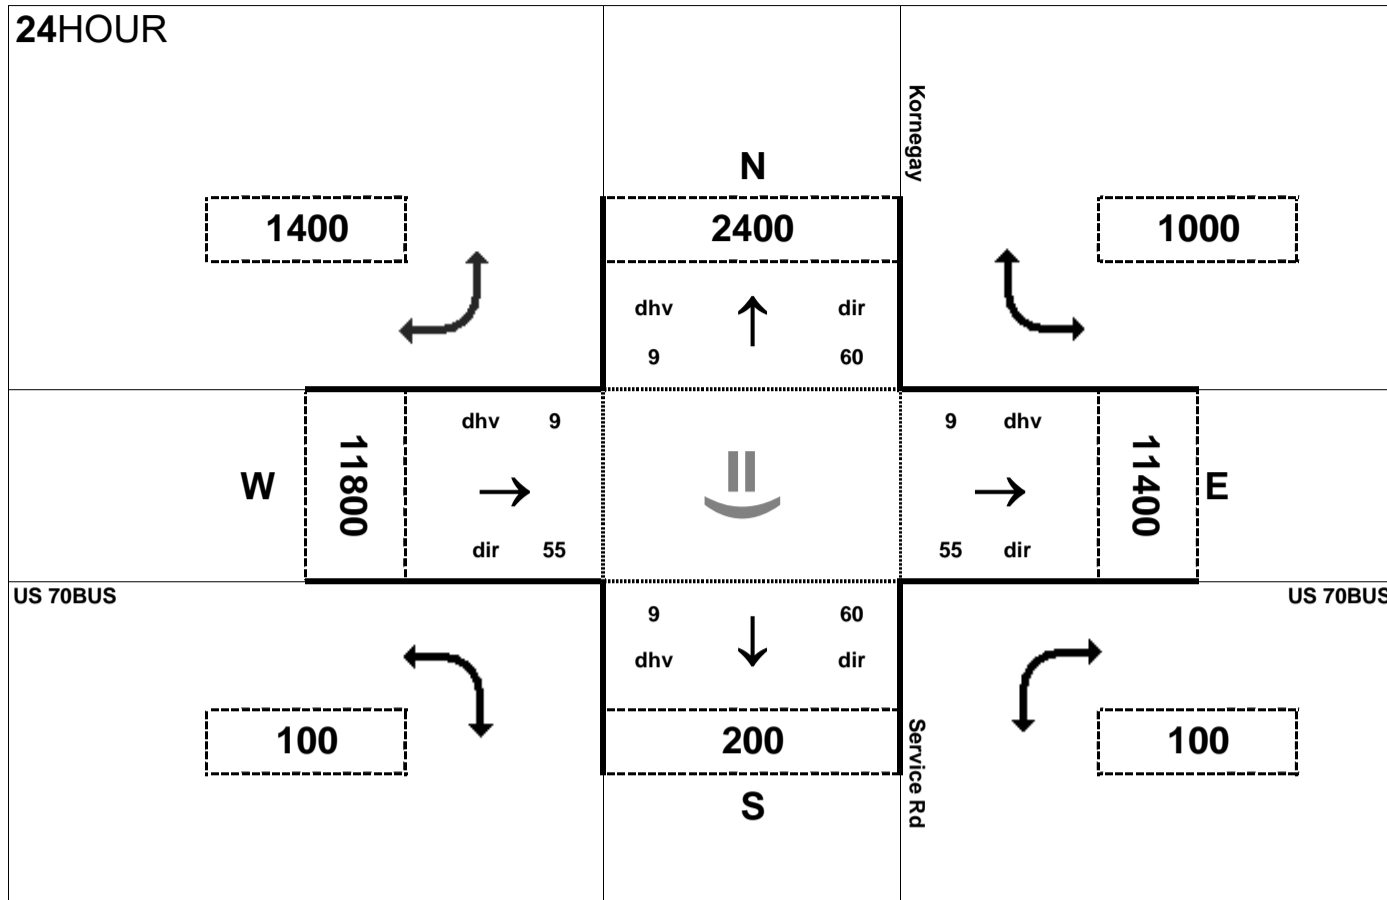 24HOUR
Kornegay
N
1400
2400
1000
dhv dir
9 60
dhv 9
9 dhv
W
11800
11400
E
dir 55
55 dir
US 70BUS
US 70BUS
9 60
dhv dir
100
200
100
Service Rd
S